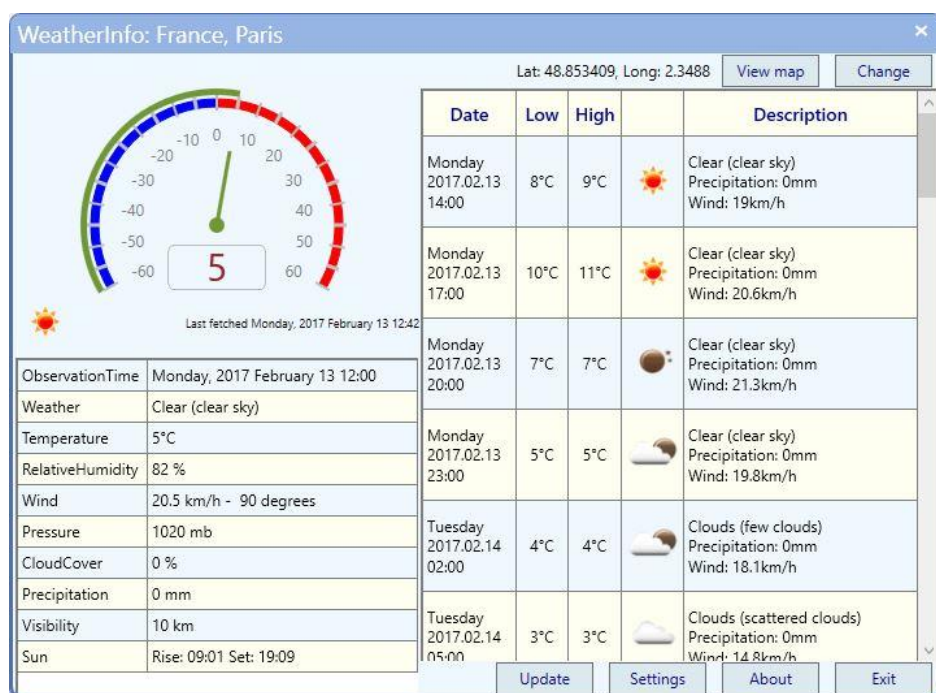 WeatherInfo: France, Paris
Lat: 48.853409, Long: 2.3488 View map Change
-60
-50
-40
-30
-20
-10
0
10
20
30
40
50
60
5
Last fetched Monday, 2017 February 13 12:42
ObservationTime Monday, 2017 February 13 12:00
Weather Clear (clear sky)
Temperature 5°C
RelativeHumidity 82 %
Wind 20.5 km/h - 90 degrees
Pressure 1020 mb
CloudCover 0 %
Precipitation 0 mm
Visibility 10 km
Sun Rise: 09:01 Set: 19:09
Date Low High Description
Monday
2017.02.13
14:00
8°C 9°C
Clear (clear sky)
Precipitation: 0mm
Wind: 19km/h
Monday
2017.02.13
17:00
10°C 11°C
Clear (clear sky)
Precipitation: 0mm
Wind: 20.6km/h
Monday
2017.02.13
20:00
7°C 7°C
Clear (clear sky)
Precipitation: 0mm
Wind: 21.3km/h
Monday
2017.02.13
23:00
5°C 5°C
Clear (clear sky)
Precipitation: 0mm
Wind: 19.8km/h
Tuesday
2017.02.14
02:00
4°C 4°C
Clouds (few clouds)
Precipitation: 0mm
Wind: 18.1km/h
Tuesday
2017.02.14
05:00
3°C 3°C
Clouds (scattered clouds)
Precipitation: 0mm
Wind: 14.8km/h
Update Settings About Exit